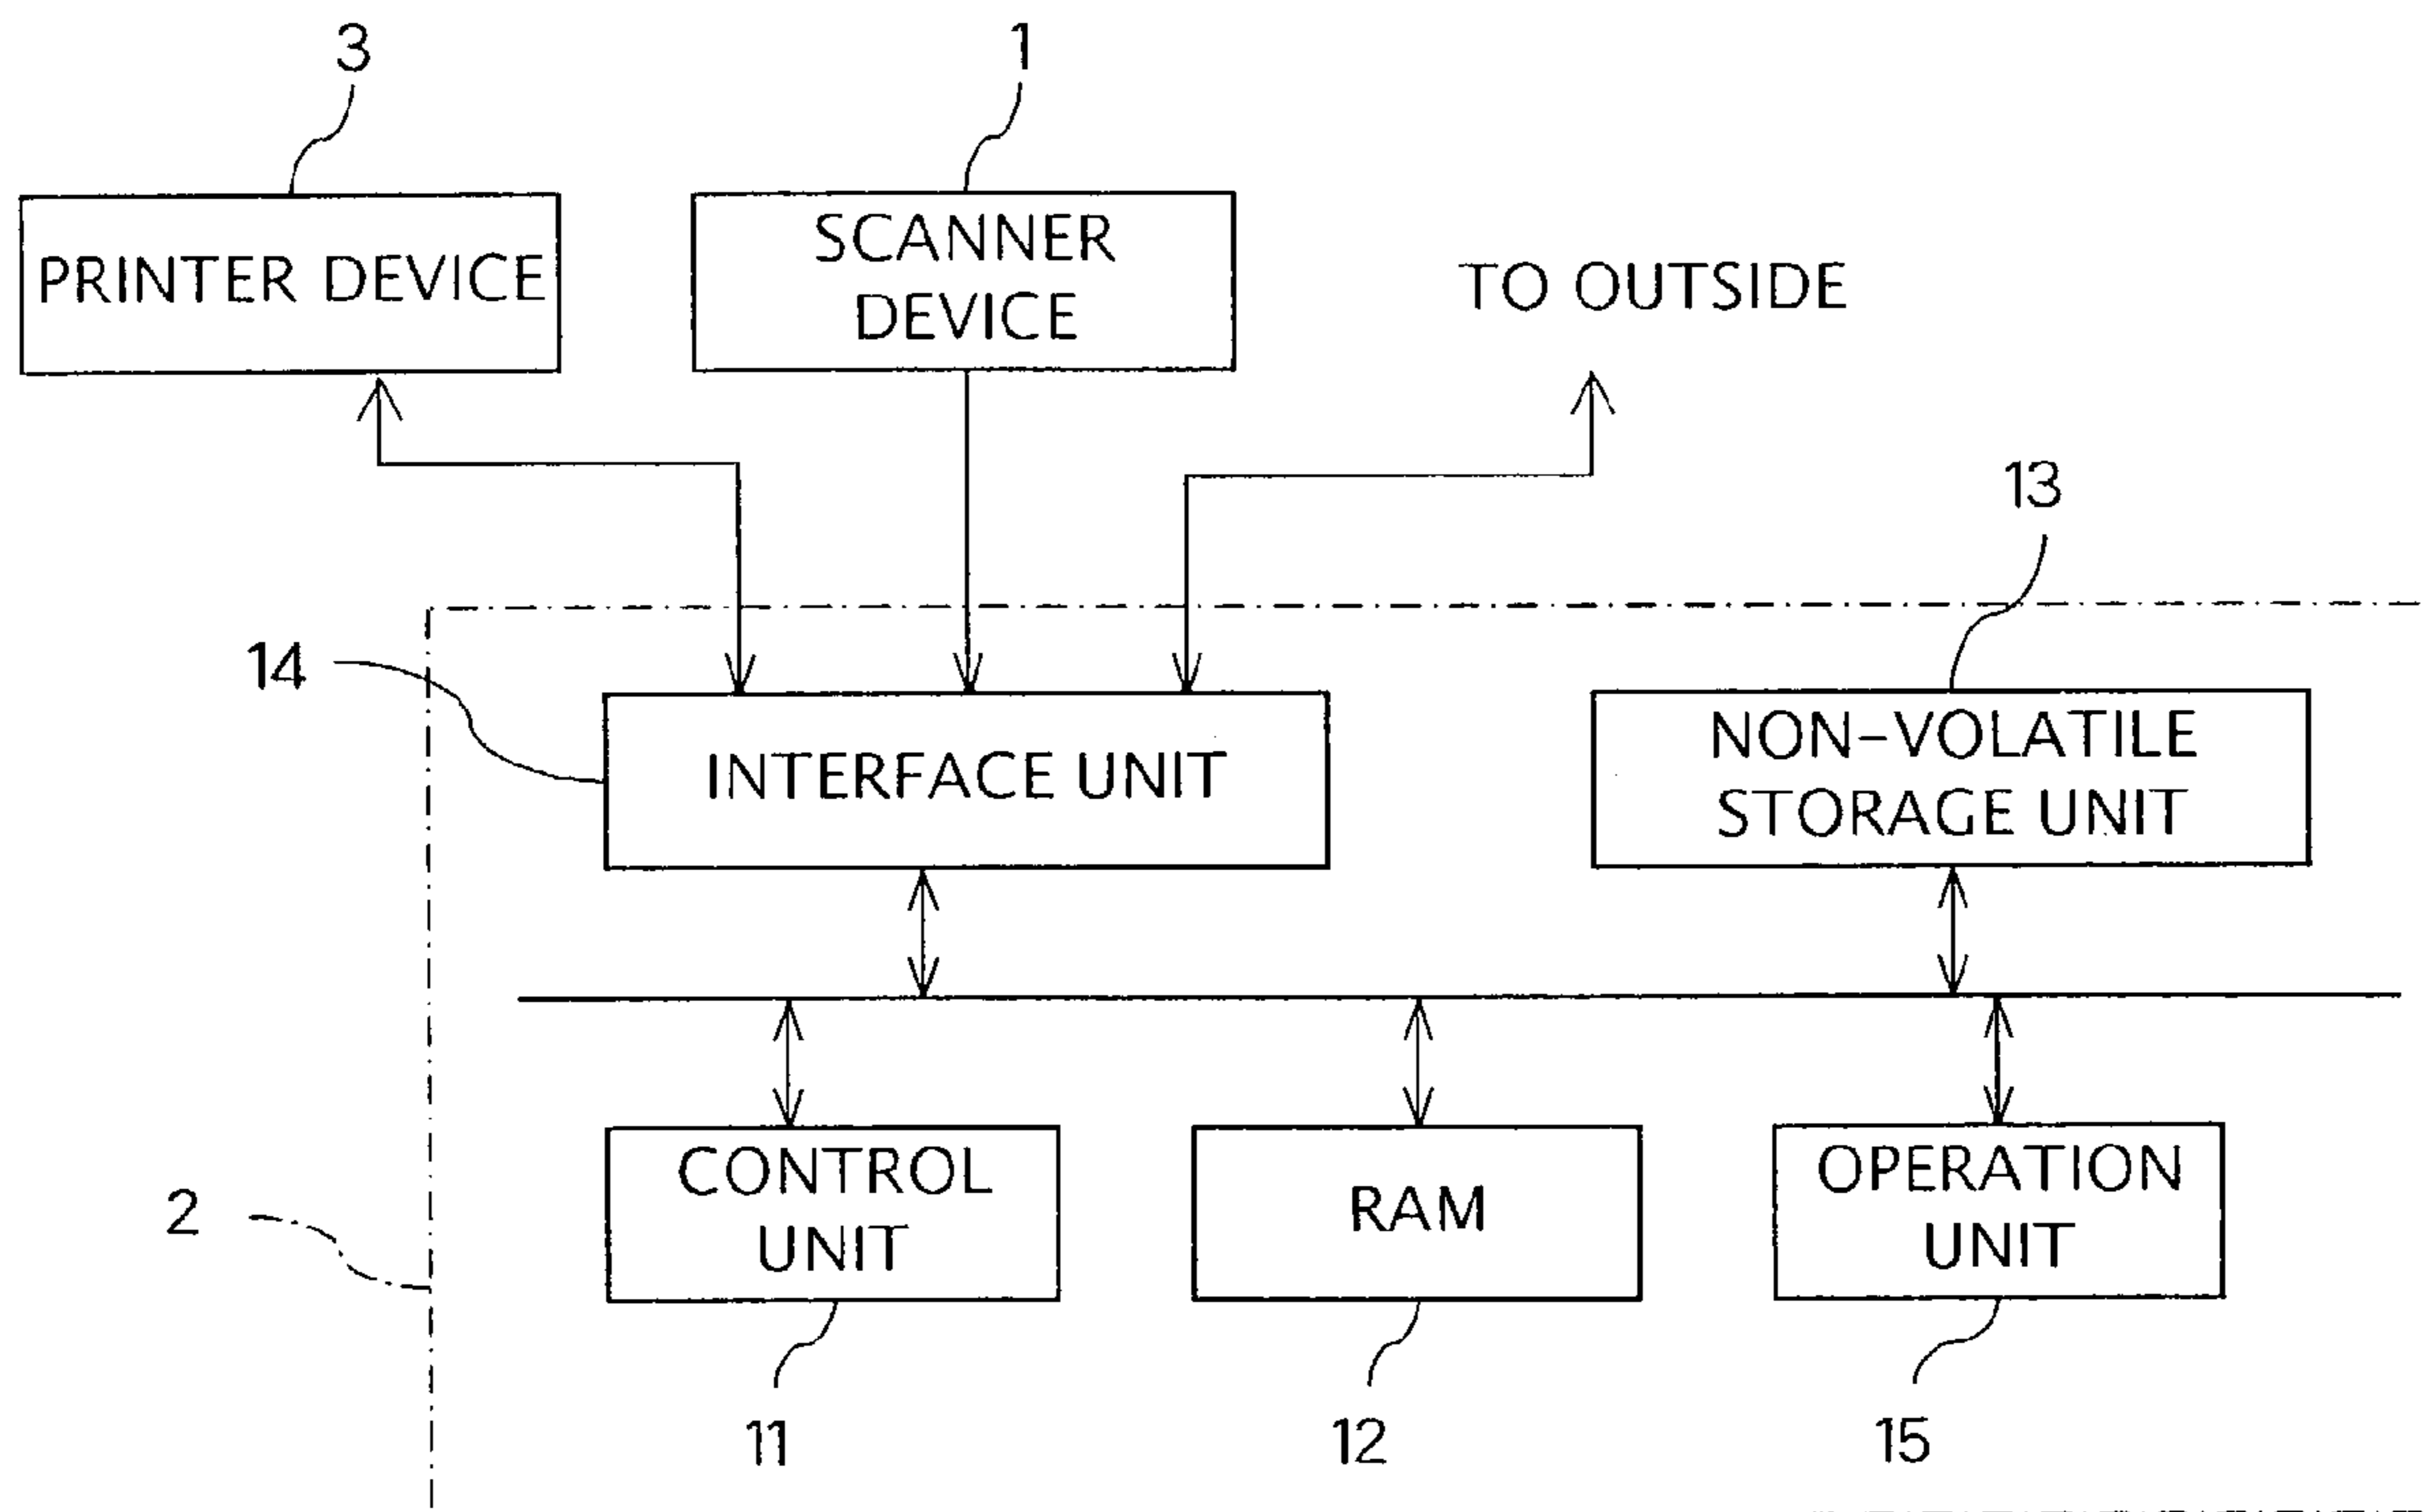 3
1
PRINTER DEVICE
SCANNER
DEVICE
TO OUTSIDE
13
14
INTERFACE UNIT
NON-VOLATILE
STORAGE UNIT
2
CONTROL
UNIT
RAM
OPERATION
UNIT
11
12
15